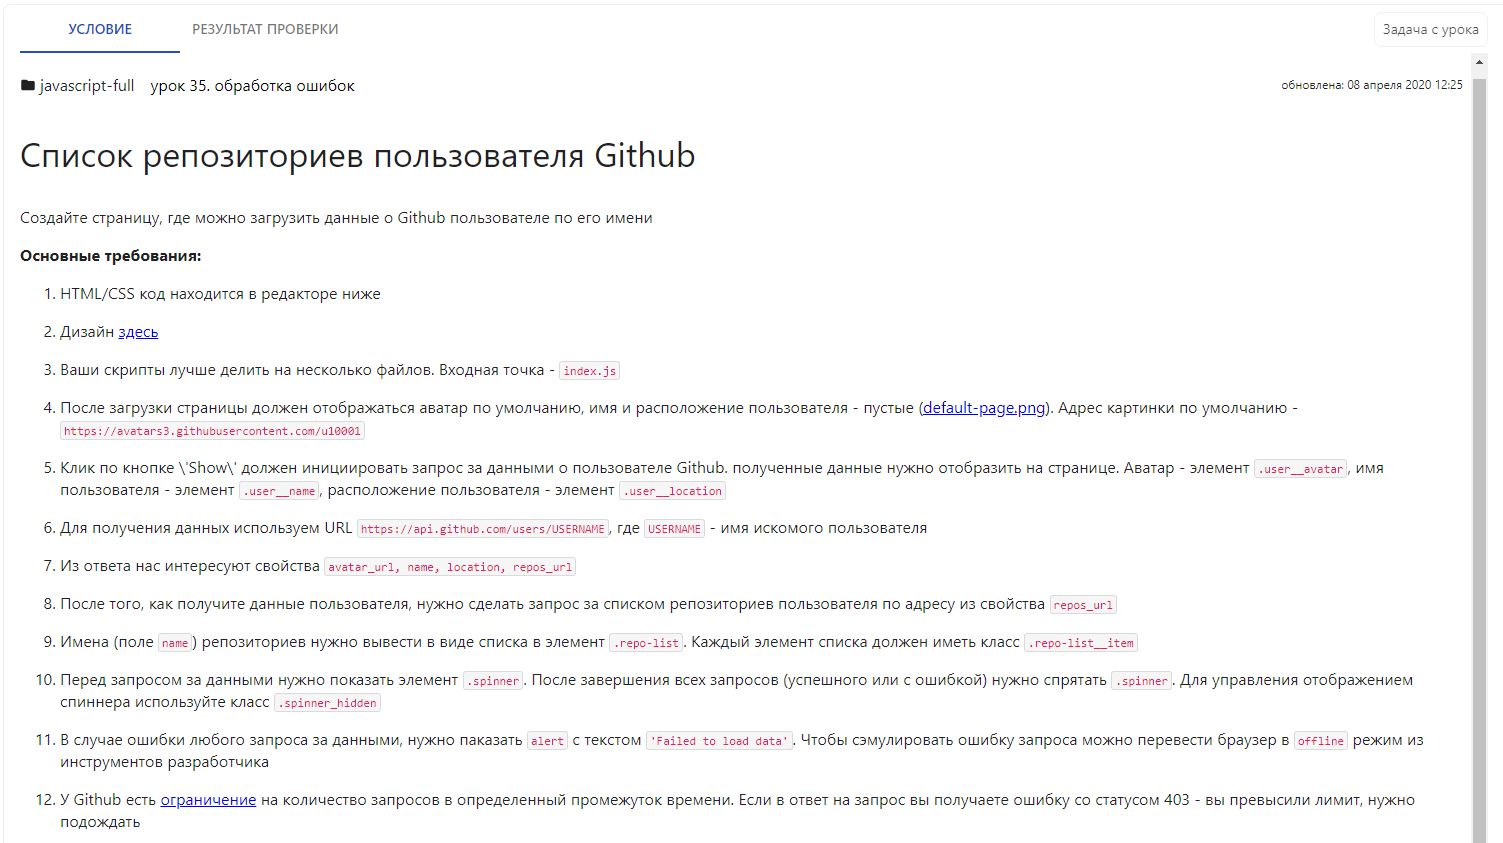 УСЛОВИЕ
РЕЗУЛЬТАТ ПРОВЕРКИ
Задача с урока
javascript-full урок 35. обработка ошибок
обновлена: 08 апреля 2020 12:25
Список репозиториев пользователя Github
Создайте страницу, где можно загрузить данные о Github пользователе по его имени
Основные требования:
1. HTML/CSS код находится в редакторе ниже
2. Дизайн здесь
3. Ваши скрипты лучше делить на несколько файлов. Входная точка - index.js
4. После загрузки страницы должен отображаться аватар по умолчанию, имя и расположение пользователя - пустые (default-page.png). Адрес картинки по умолчанию -
https://avatars3.githubusercontent.com/u10001
5. Клик по кнопке \'Show\' должен инициировать запрос за данными о пользователе Github. полученные данные нужно отобразить на странице. Аватар - элемент .user__avatar, имя
пользователя - элемент .user__name, расположение пользователя - элемент .user__location
6. Для получения данных используем URL https://api.github.com/users/USERNAME, где USERNAME - имя искомого пользователя
7. Из ответа нас интересуют свойства avatar_url, name, location, repos_url
8. После того, как получите данные пользователя, нужно сделать запрос за списком репозиториев пользователя по адресу из свойства repos_url
9. Имена (поле name) репозиториев нужно вывести в виде списка в элемент .repo-list. Каждый элемент списка должен иметь класс .repo-list__item
10. Перед запросом за данными нужно показать элемент .spinner. После завершения всех запросов (успешного или с ошибкой) нужно спрятать .spinner. Для управления отображением
спиннера используйте класс .spinner_hidden
11. В случае ошибки любого запроса за данными, нужно паказать alert с текстом 'Failed to load data'. Чтобы сэмулировать ошибку запроса можно перевести браузер в offline режим из
инструментов разработчика
12. У Github есть ограничение на количество запросов в определенный промежуток времени. Если в ответ на запрос вы получаете ошибку со статусом 403 - вы превысили лимит, нужно
подождать